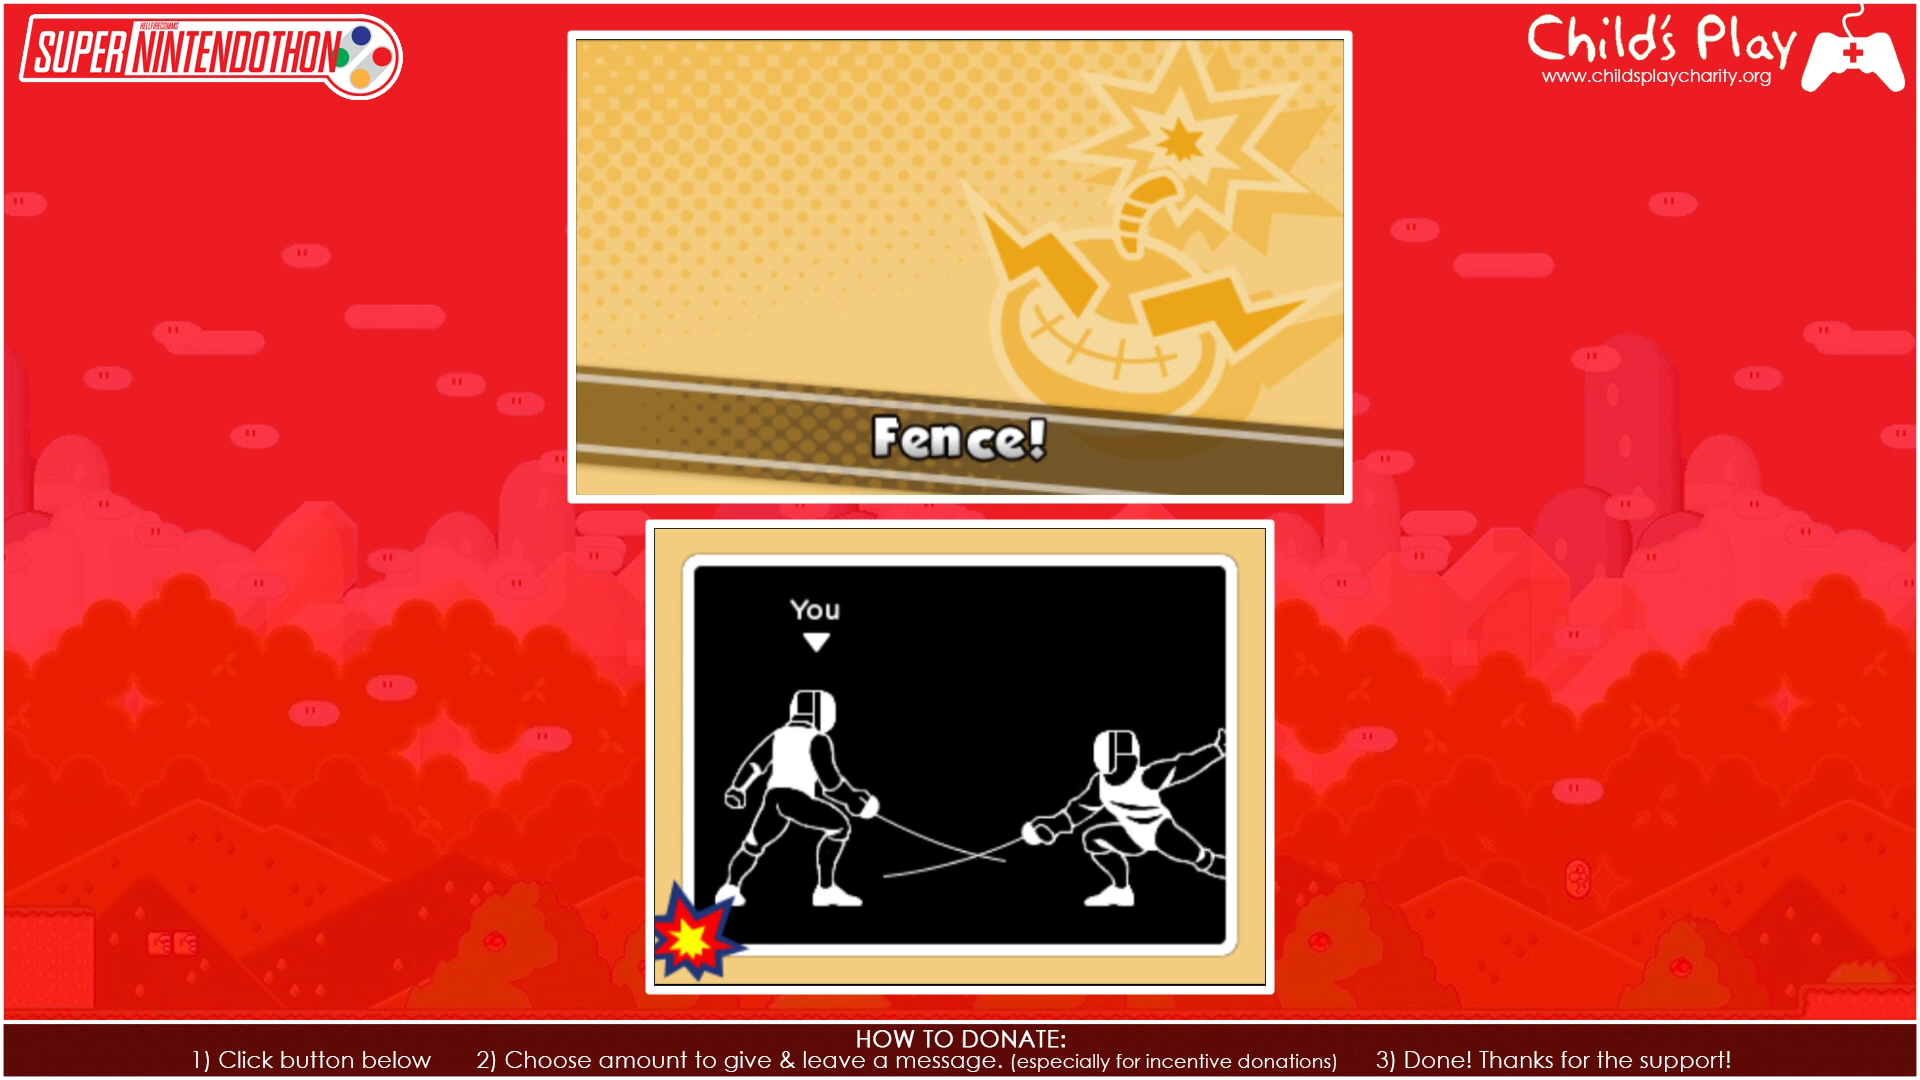 HELLFIRECOMMS
SUPER NINTENDOTHON
Child's Play
www.childsplaycharity.org
Fence!
You
HOW TO DONATE:
1) Click button below 2) Choose amount to give & leave a message. (especially for incentive donations) 3) Done! Thanks for the support!